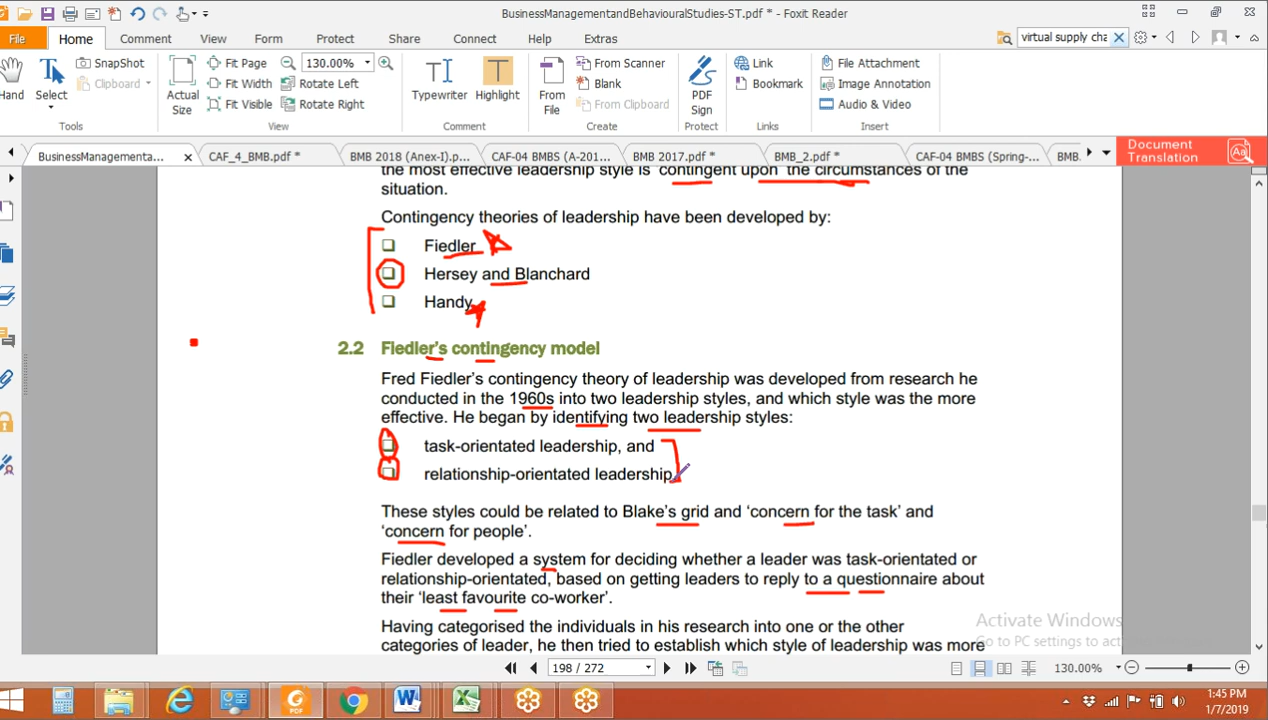 BusinessManagementandBehaviouralStudies-ST.pdf * - Foxit Reader
File Home Comment View Form Protect Share Connect Help Extras
virtual supply cha
SnapShot Fit Page 130.00% From Scanner Link File Attachment
Hand Select Clipboard Actual Size Fit Width Rotate Left Typewriter Highlight From File Blank PDF Sign Bookmark Image Annotation
Fit Visible Rotate Right From Clipboard Audio & Video
Tools View Comment Create Protect Links Insert
BusinessManagementa... CAF_4_BMB.pdf * BMB 2018 (Anex-I).p... CAF-04 BMBS (A-201... BMB 2017.pdf * BMB_2.pdf * CAF-04 BMBS (Spring-... BMB.
Document Translation
the most effective leadership style is 'contingent upon 'the circumstances of the
situation.
Contingency theories of leadership have been developed by:
❑ Fiedler
❑ Hersey and Blanchard
❑ Handy
2.2 Fiedler's contingency model
Fred Fiedler's contingency theory of leadership was developed from research he
conducted in the 1960s into two leadership styles, and which style was the more
effective. He began by identifying two leadership styles:
❑ task-orientated leadership, and
❑ relationship-orientated leadership
These styles could be related to Blake's grid and 'concern for the task' and
'concern for people'.
Fiedler developed a system for deciding whether a leader was task-orientated or
relationship-orientated, based on getting leaders to reply to a questionnaire about
their 'least favourite co-worker'.
Having categorised the individuals in his research into one or the other
categories of leader, he then tried to establish which style of leadership was more
Activate Windows
Go to PC settings to act
198 / 272 130.00%
1:45 PM
1/7/2019